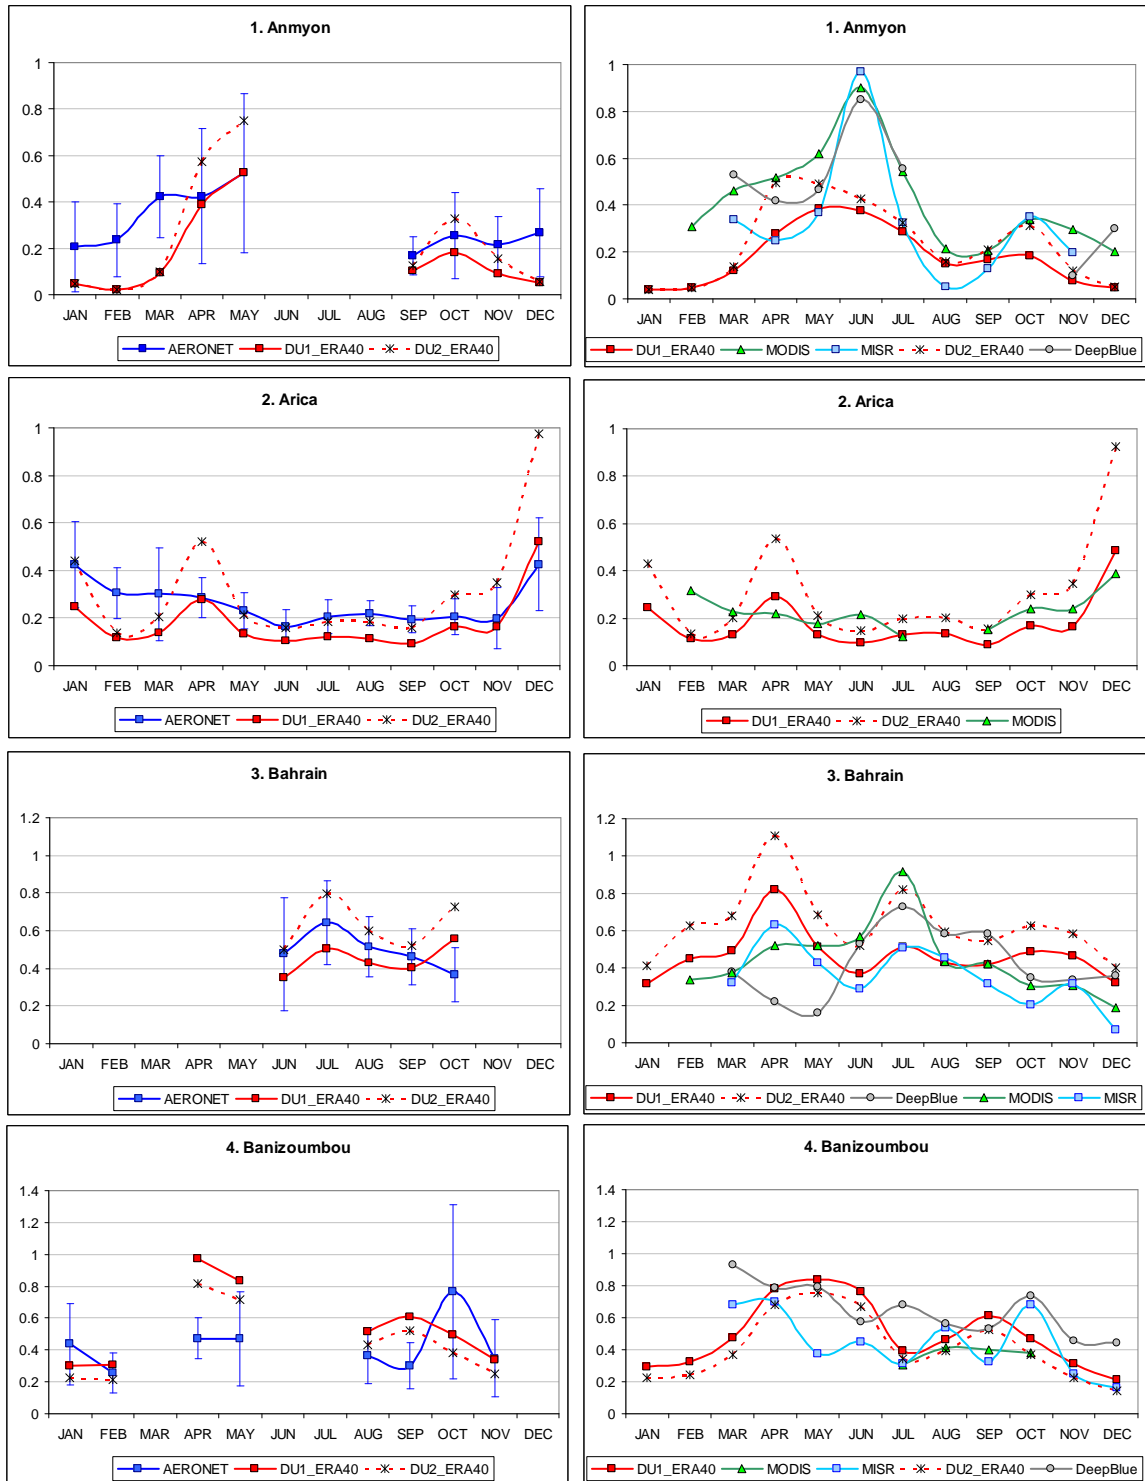 1. Anmyon
1
0.8
0.6
0.4
0.2
0
JAN FEB MAR APR MAY JUN JUL AUG SEP OCT NOV DEC
AERONET DU1_ERA40 DU2_ERA40
1. Anmyon
1
0.8
0.6
0.4
0.2
0
JAN FEB MAR APR MAY JUN JUL AUG SEP OCT NOV DEC
DU1_ERA40 MODIS MISR DU2_ERA40 DeepBlue
2. Arica
1
0.8
0.6
0.4
0.2
0
JAN FEB MAR APR MAY JUN JUL AUG SEP OCT NOV DEC
AERONET DU1_ERA40 DU2_ERA40
2. Arica
1
0.8
0.6
0.4
0.2
0
JAN FEB MAR APR MAY JUN JUL AUG SEP OCT NOV DEC
DU1_ERA40 DU2_ERA40 MODIS
3. Bahrain
1.2
1
0.8
0.6
0.4
0.2
0
JAN FEB MAR APR MAY JUN JUL AUG SEP OCT NOV DEC
AERONET DU1_ERA40 DU2_ERA40
3. Bahrain
1.2
1
0.8
0.6
0.4
0.2
0
JAN FEB MAR APR MAY JUN JUL AUG SEP OCT NOV DEC
DU1_ERA40 DU2_ERA40 DeepBlue MODIS MISR
4. Banizoumbou
1.4
1.2
1
0.8
0.6
0.4
0.2
0
JAN FEB MAR APR MAY JUN JUL AUG SEP OCT NOV DEC
AERONET DU1_ERA40 DU2_ERA40
4. Banizoumbou
1.4
1.2
1
0.8
0.6
0.4
0.2
0
JAN FEB MAR APR MAY JUN JUL AUG SEP OCT NOV DEC
DU1_ERA40 MODIS MISR DU2_ERA40 DeepBlue